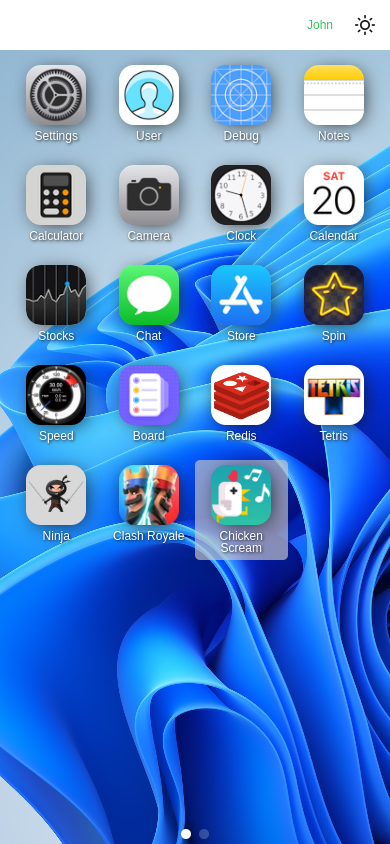 John
Settings
User
Debug
Notes
Calculator
Camera
Clock
SAT
20
Calendar
Stocks
Chat
Store
Spin
Speed
Board
Redis
TETRIS
Tetris
Ninja
Clash Royale
Chicken
Scream